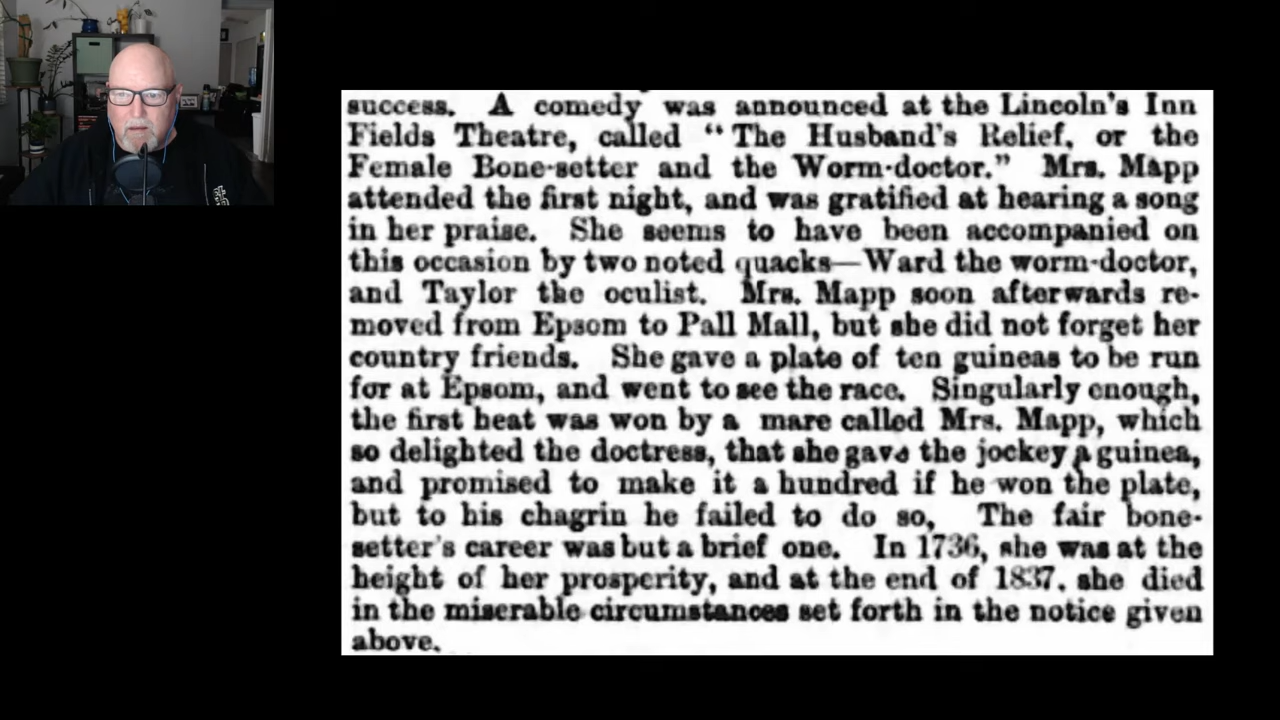 success. A comedy was announced at the Lincoln's Inn
Fields Theatre, called “The Husband's Relief, or the
Female Bone-setter and the Worm-doctor.” Mrs. Mapp
attended the first night, and was gratified at hearing a song
in her praise. She seems to have been accompanied on
this occasion by two noted quacks—Ward the worm-doctor,
and Taylor the oculist. Mrs. Mapp soon afterwards re-
moved from Epsom to Pall Mall, but she did not forget her
country friends. She gave a plate of ten guineas to be run
for at Epsom, and went to see the race. Singularly enough,
the first heat was won by a mare called Mrs. Mapp, which
so delighted the doctress, that she gave the jockey a guinea,
and promised to make it a hundred if he won the plate,
but to his chagrin he failed to do so, The fair bone-
setter's career was but a brief one. In 1736, she was at the
height of her prosperity, and at the end of 1837. she died
in the miserable circumstances set forth in the notice given
above.